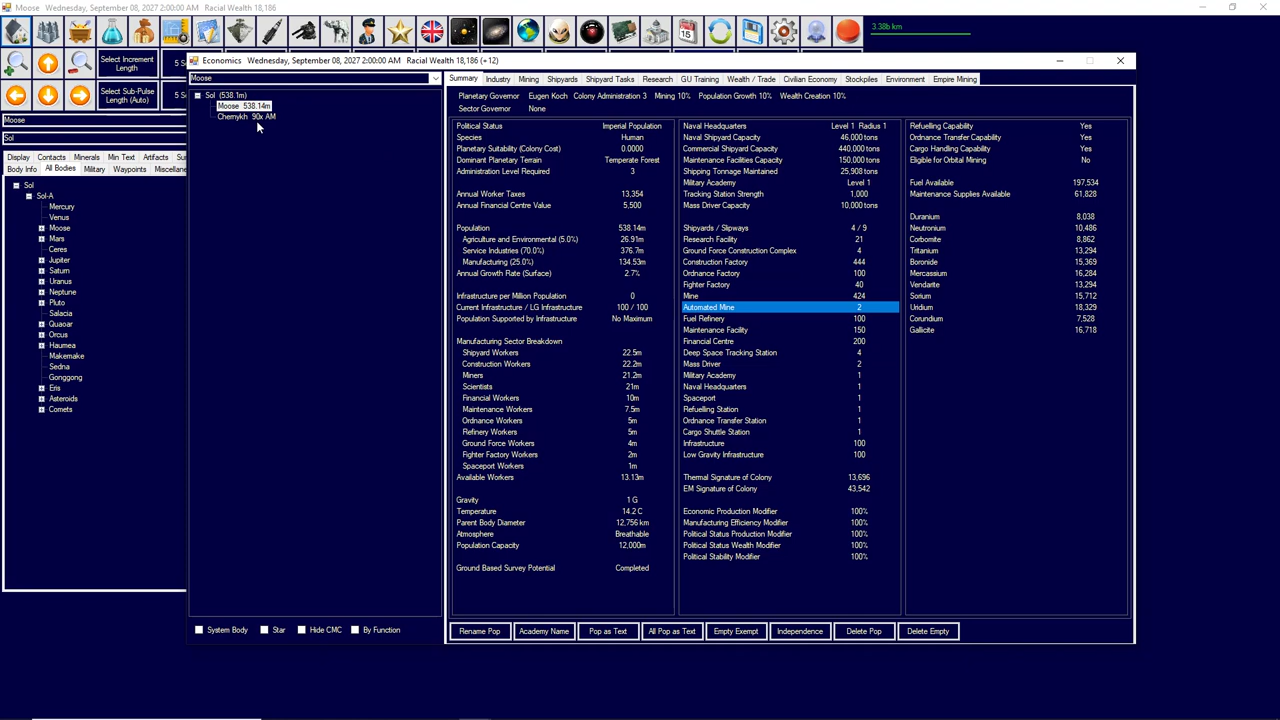 Moose   Wednesday, September 08, 2027 2:00:00 AM   Racial Wealth 18,186
3.38b km
Select Increment Length
5 S
Select Sub-Pulse Length (Auto)
5 S
Moose
Sol
Display Contacts Minerals Min Text Artifacts Su
Body Info All Bodies Military Waypoints Miscellane
Sol
Sol-A
Mercury
Venus
Moose
Mars
Ceres
Jupiter
Saturn
Uranus
Neptune
Pluto
Salacia
Quaoar
Orcus
Haumea
Makemake
Sedna
Gonggong
Eris
Asteroids
Comets
Economics   Wednesday, September 08, 2027 2:00:00 AM   Racial Wealth 18,186 (+12)
Moose
Sol (538.1m)
Moose 538.14m
Chernykh 90x AM
System Body Star Hide CMC By Function
Summary Industry Mining Shipyards Shipyard Tasks Research GU Training Wealth / Trade Civilian Economy Stockpiles Environment Empire Mining
Planetary Governor Eugen Koch Colony Administration 3 Mining 10% Population Growth 10% Wealth Creation 10%
Sector Governor None
Political Status Imperial Population
Species Human
Planetary Suitability (Colony Cost) 0.0000
Dominant Planetary Terrain Temperate Forest
Administration Level Required 3
Annual Worker Taxes 13,354
Annual Financial Centre Value 5,500
Population 538.14m
Agriculture and Environmental (5.0%) 26.91m
Service Industries (70.0%) 376.7m
Manufacturing (25.0%) 134.53m
Annual Growth Rate (Surface) 2.7%
Infrastructure per Million Population 0
Current Infrastructure / LG Infrastructure 100 / 100
Population Supported by Infrastructure No Maximum
Manufacturing Sector Breakdown
Shipyard Workers 22.5m
Construction Workers 22.2m
Miners 21.2m
Scientists 21m
Financial Workers 10m
Maintenance Workers 7.5m
Ordnance Workers 5m
Refinery Workers 5m
Ground Force Workers 4m
Fighter Factory Workers 2m
Spaceport Workers 1m
Available Workers 13.13m
Gravity 1 G
Temperature 14.2 C
Parent Body Diameter 12,756 km
Atmosphere Breathable
Population Capacity 12,000m
Ground Based Survey Potential Completed
Naval Headquarters Level 1 Radius 1
Naval Shipyard Capacity 46,000 tons
Commercial Shipyard Capacity 440,000 tons
Maintenance Facilities Capacity 150,000 tons
Shipping Tonnage Maintained 25,908 tons
Military Academy Level 1
Tracking Station Strength 1,000
Mass Driver Capacity 10,000 tons
Shipyards / Slipways 4 / 9
Research Facility 21
Ground Force Construction Complex 4
Construction Factory 444
Ordnance Factory 100
Fighter Factory 40
Mine 424
Automated Mine 2
Fuel Refinery 100
Maintenance Facility 150
Financial Centre 200
Deep Space Tracking Station 4
Mass Driver 2
Military Academy 1
Naval Headquarters 1
Spaceport 1
Refuelling Station 1
Ordnance Transfer Station 1
Cargo Shuttle Station 1
Infrastructure 100
Low Gravity Infrastructure 100
Thermal Signature of Colony 13,696
EM Signature of Colony 43,542
Economic Production Modifier 100%
Manufacturing Efficiency Modifier 100%
Political Status Production Modifier 100%
Political Status Wealth Modifier 100%
Political Stability Modifier 100%
Refuelling Capability Yes
Ordnance Transfer Capability Yes
Cargo Handling Capability Yes
Eligible for Orbital Mining No
Fuel Available 197,534
Maintenance Supplies Available 61,828
Duranium 8,038
Neutronium 10,486
Corbomite 8,862
Tritanium 13,294
Boronide 15,369
Mercassium 16,284
Vendarite 13,294
Sorium 15,712
Uridium 18,329
Corundium 7,528
Gallicite 16,718
Rename Pop Academy Name Pop as Text All Pop as Text Empty Exempt Independence Delete Pop Delete Empty